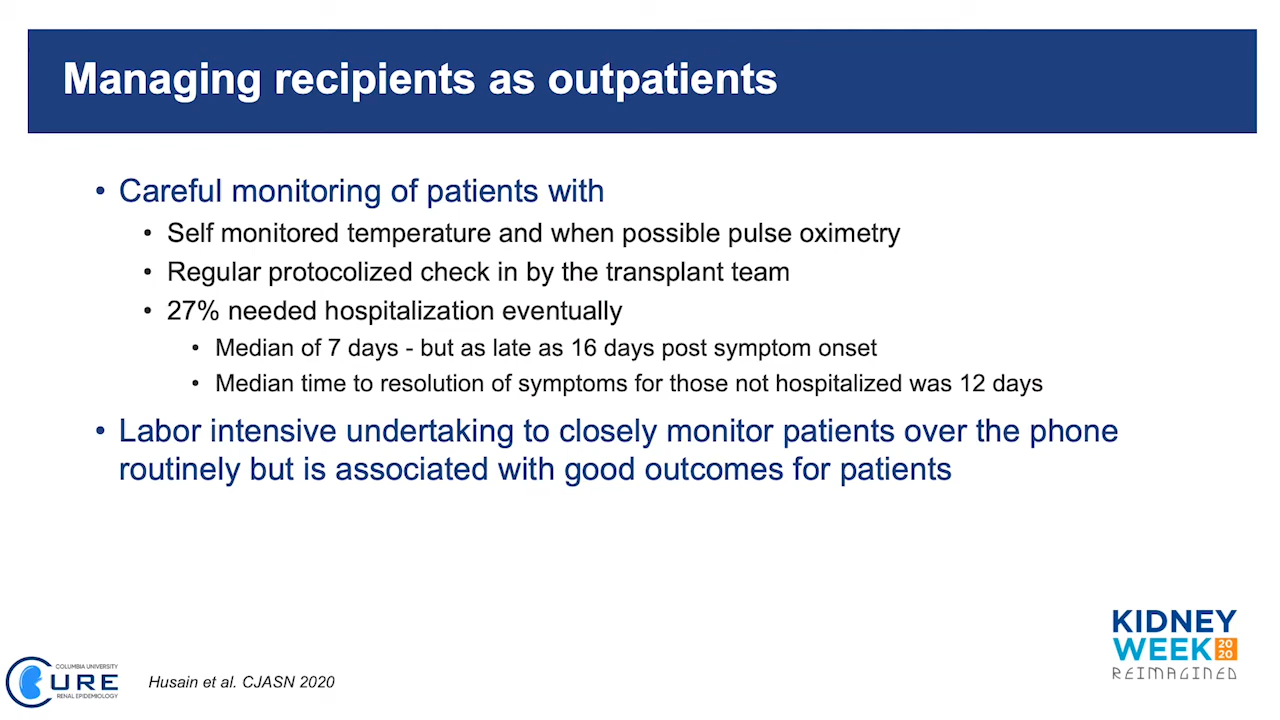 Managing recipients as outpatients
• Careful monitoring of patients with
• Self monitored temperature and when possible pulse oximetry
• Regular protocolized check in by the transplant team
• 27% needed hospitalization eventually
• Median of 7 days - but as late as 16 days post symptom onset
• Median time to resolution of symptoms for those not hospitalized was 12 days
• Labor intensive undertaking to closely monitor patients over the phone
routinely but is associated with good outcomes for patients
KIDNEY
WEEK 20 20
REIMAGINED
COLUMBIA UNIVERSITY
CURE
RENAL EPIDEMIOLOGY
Husain et al. CJASN 2020